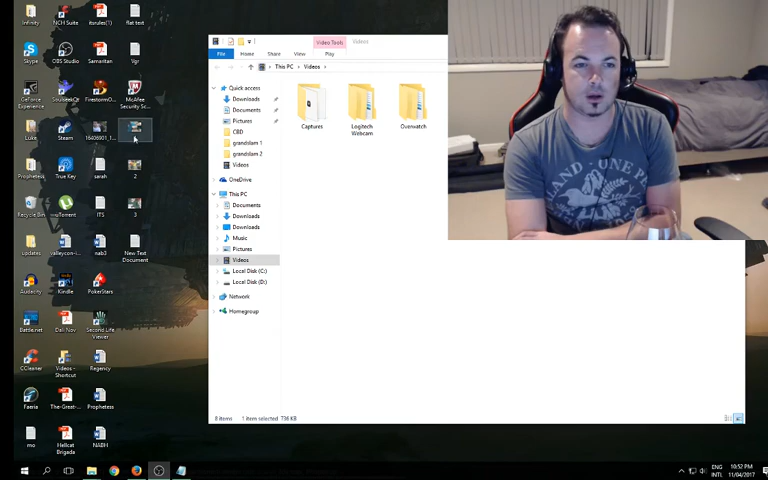 Infinity
NCH Suite
itsrules(1)
flat text
Skype
OBS Studio
Samaritan
Vgr
GeForce
Experience
SoulseekQt
FirestormO...
McAfee
Security Sc...
Luke
Steam
16406901_1...
Prophetess
True Key
sarah
2
Recycle Bin
uTorrent
ITS
3
updates
valleycon-i...
nab3
New Text
Document
Audacity
Kindle
PokerStars
Battle.net
Dali Nov
Second Life
Viewer
CCleaner
Videos -
Shortcut
Regency
Faeria
The-Great-...
Prophetess
mo
Hellcat
Brigada
NABH
Video Tools
Videos
File
Home
Share
View
Play
This PC
Videos
Quick access
Downloads
Documents
Pictures
CBD
grandslam 1
grandslam 2
Videos
OneDrive
This PC
Documents
Downloads
Downloads
Music
Pictures
Videos
Local Disk (C:)
Local Disk (D:)
Network
Homegroup
Captures
Logitech
Webcam
Overwatch
8 items
1 item selected 736 KB
ENG
INTL
10:52 PM
11/04/2017